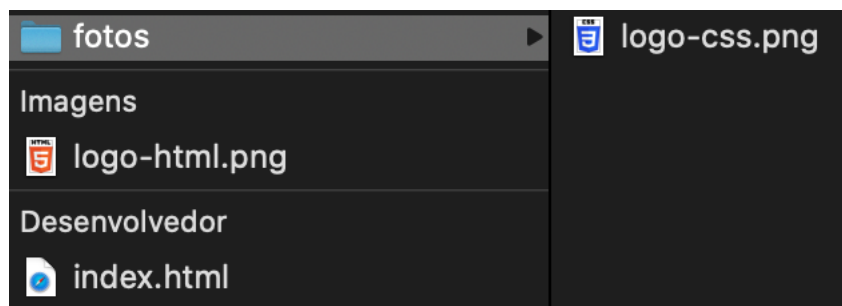 fotos
Imagens
logo-html.png
Desenvolvedor
index.html
logo-css.png